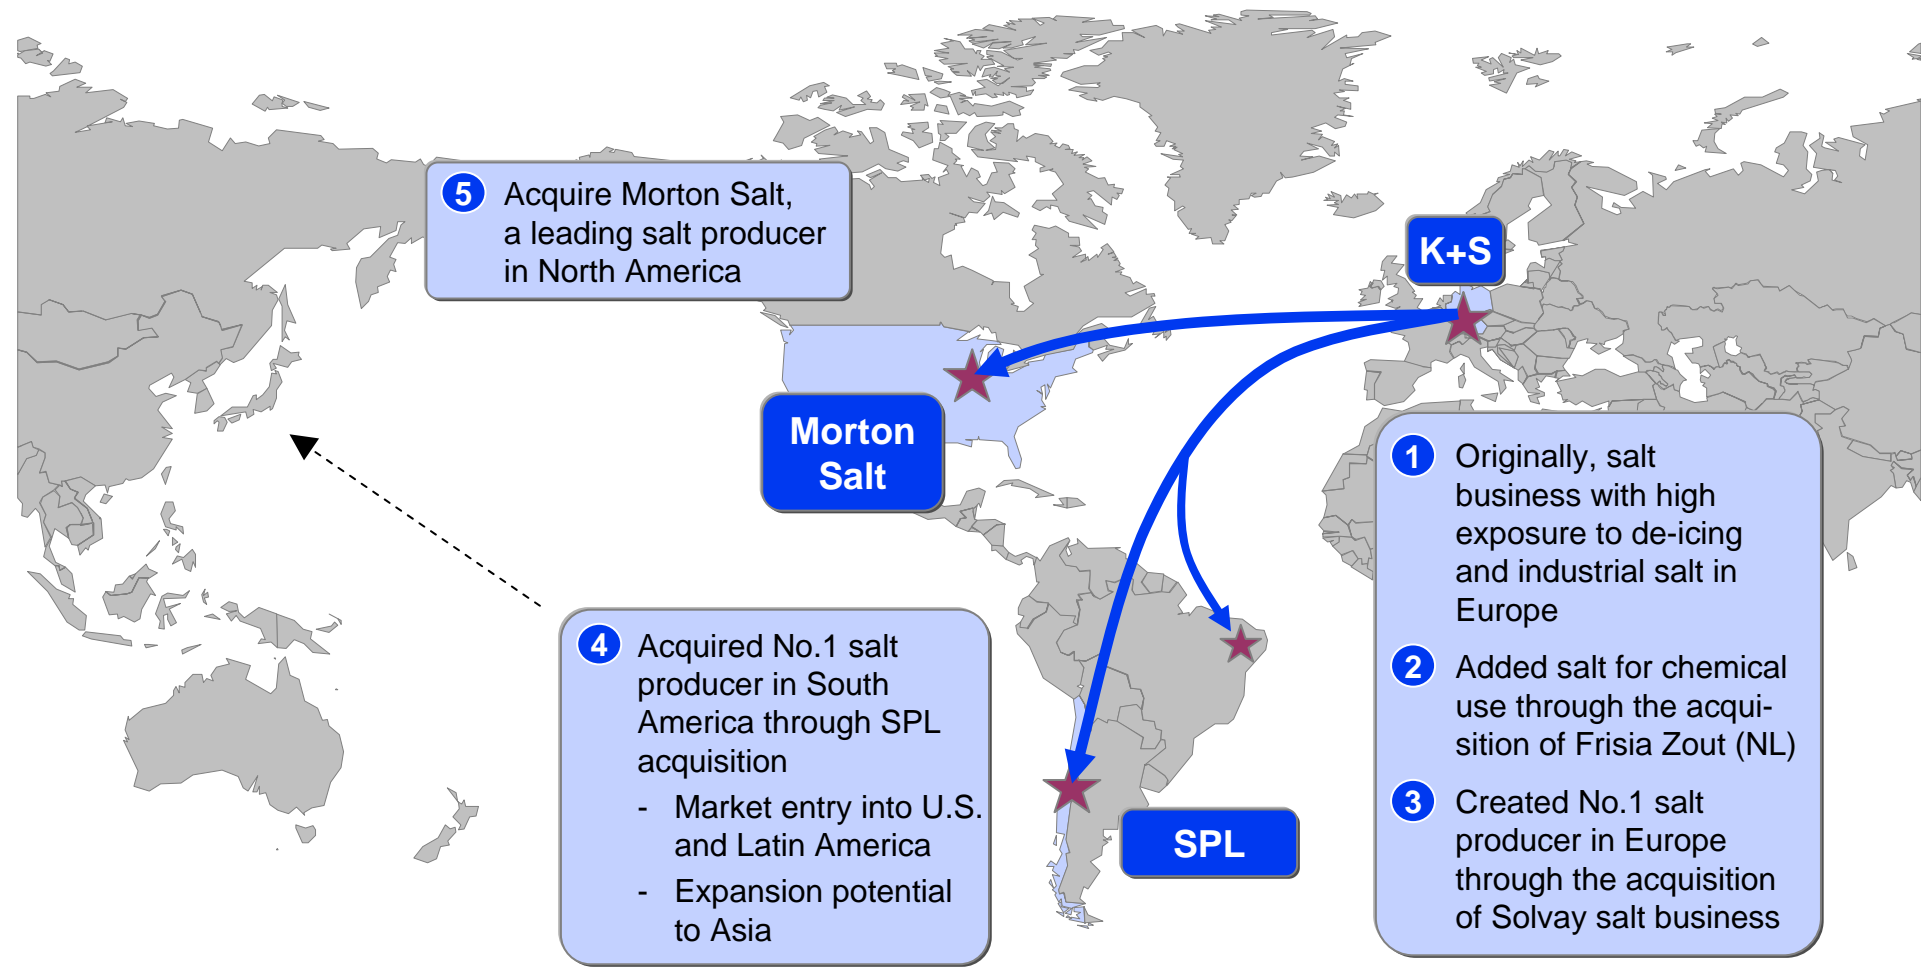 5 Acquire Morton Salt,
a leading salt producer
in North America
K+S
Morton
Salt
1 Originally, salt
business with high
exposure to de-icing
and industrial salt in
Europe
2 Added salt for chemical
use through the acqui-
sition of Frisia Zout (NL)
3 Created No.1 salt
producer in Europe
through the acquisition
of Solvay salt business
4 Acquired No.1 salt
producer in South
America through SPL
acquisition
- Market entry into U.S.
and Latin America
- Expansion potential
to Asia
SPL